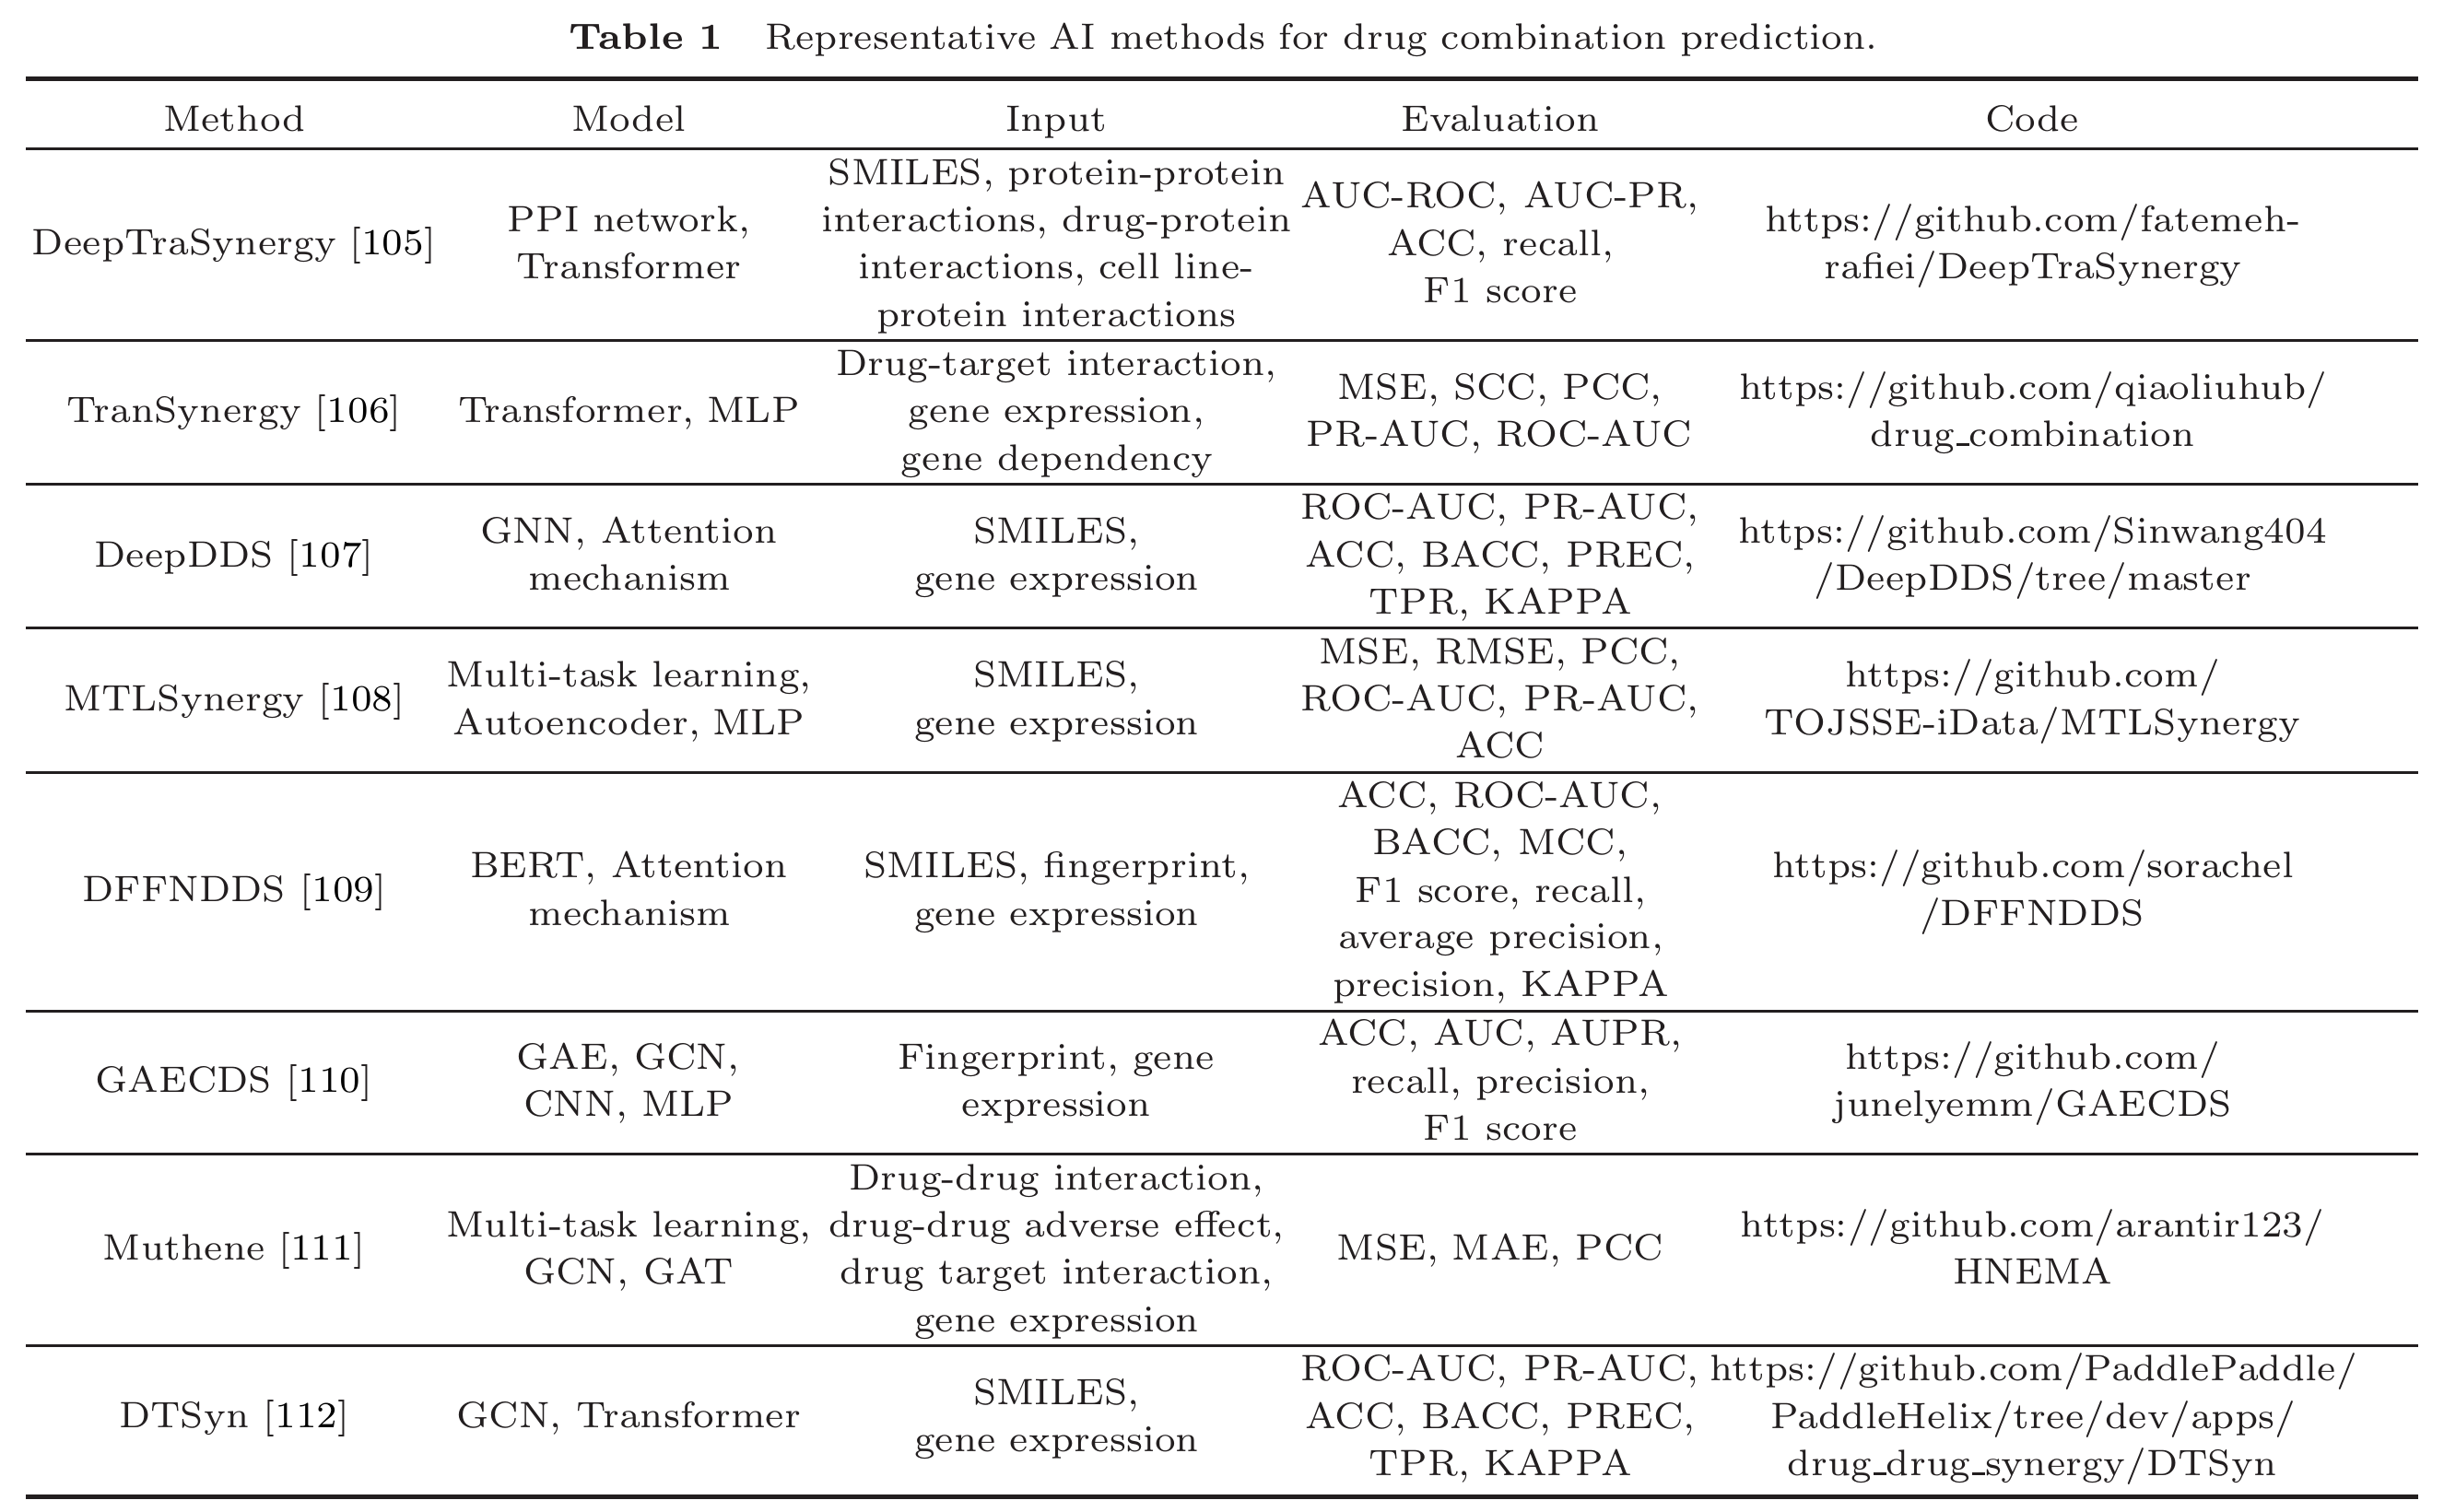 Table 1 Representative AI methods for drug combination prediction.
Method Model Input Evaluation Code
DeepTraSynergy [105]
PPI network,
Transformer
SMILES, protein-protein
interactions, drug-protein
interactions, cell line-
protein interactions
AUC-ROC, AUC-PR,
ACC, recall,
F1 score
https://github.com/fatemeh-
rafiei/DeepTraSynergy
TranSynergy [106]
Transformer, MLP
Drug-target interaction,
gene expression,
gene dependency
MSE, SCC, PCC,
PR-AUC, ROC-AUC
https://github.com/qiaoliuhub/
drug_combination
DeepDDS [107]
GNN, Attention
mechanism
SMILES,
gene expression
ROC-AUC, PR-AUC,
ACC, BACC, PREC,
TPR, KAPPA
https://github.com/Sinwang404
/DeepDDS/tree/master
MTLSynergy [108]
Multi-task learning,
Autoencoder, MLP
SMILES,
gene expression
MSE, RMSE, PCC,
ROC-AUC, PR-AUC,
ACC
https://github.com/
TOJSSE-iData/MTLSynergy
DFFNDDS [109]
BERT, Attention
mechanism
SMILES, fingerprint,
gene expression
ACC, ROC-AUC,
BACC, MCC,
F1 score, recall,
average precision,
precision, KAPPA
https://github.com/sorachel
/DFFNDDS
GAECDS [110]
GAE, GCN,
CNN, MLP
Fingerprint, gene
expression
ACC, AUC, AUPR,
recall, precision,
F1 score
https://github.com/
junelyemm/GAECDS
Muthene [111]
Multi-task learning,
GCN, GAT
Drug-drug interaction,
drug-drug adverse effect,
drug target interaction,
gene expression
MSE, MAE, PCC
https://github.com/arantir123/
HNEMA
DTSyn [112]
GCN, Transformer
SMILES,
gene expression
ROC-AUC, PR-AUC,
ACC, BACC, PREC,
TPR, KAPPA
https://github.com/PaddlePaddle/
PaddleHelix/tree/dev/apps/
drug_drug_synergy/DTSyn